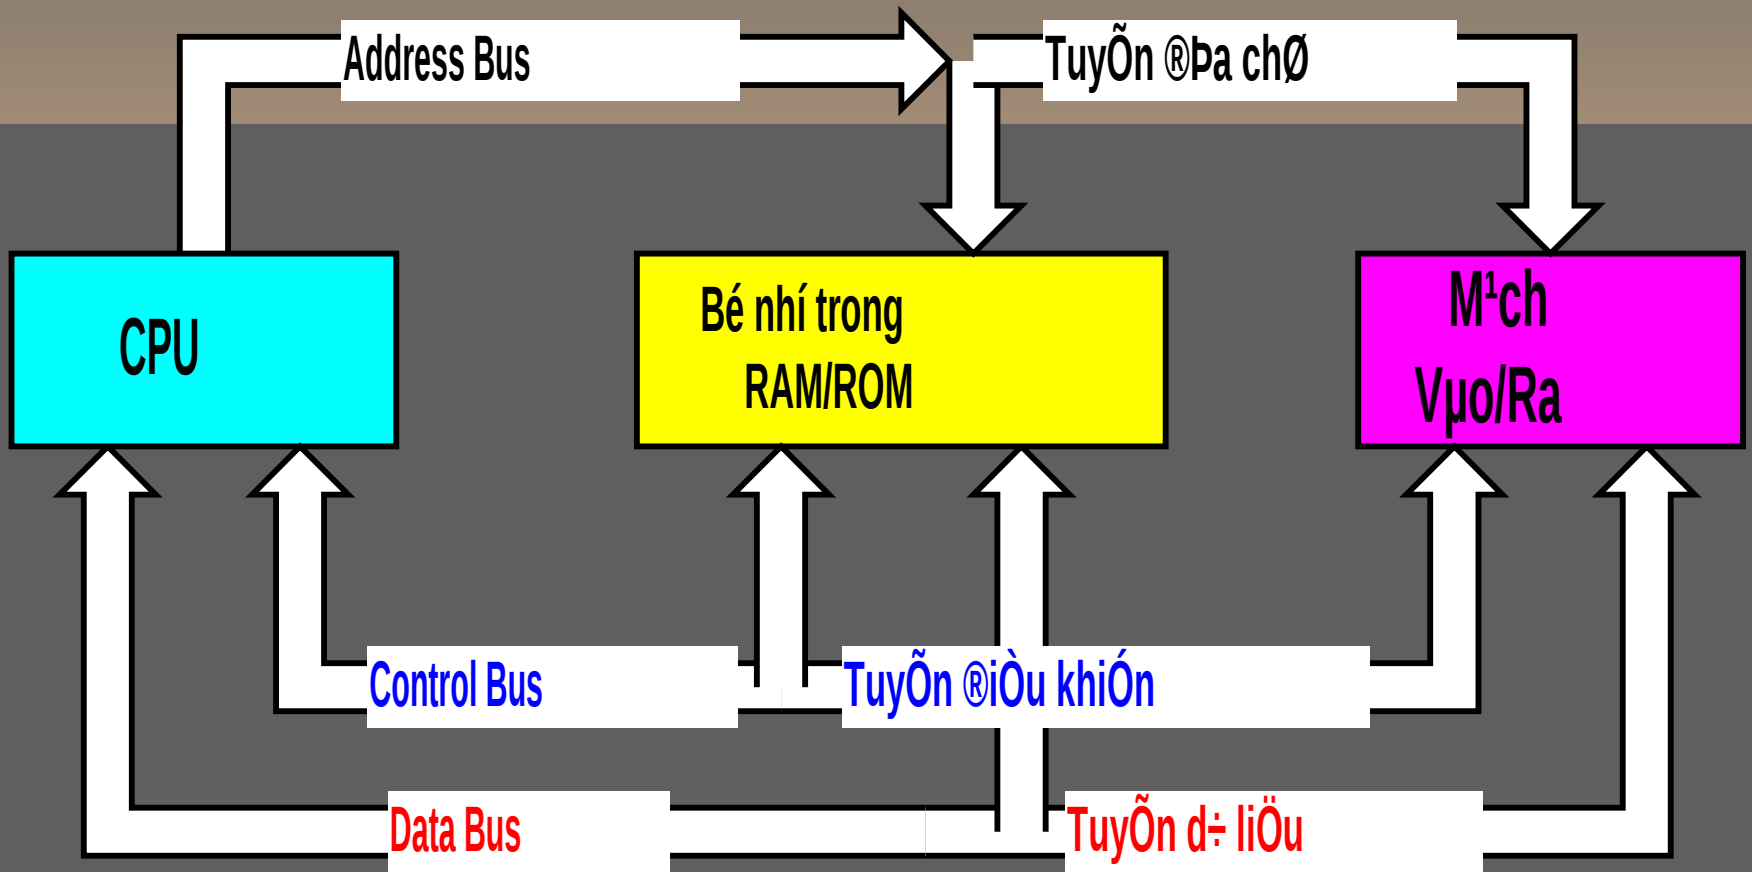 Address Bus
TuyÕn ®Þa chØ
CPU
Bé nhí trong
RAM/ROM
M¹ch
Vµo/Ra
Control Bus
TuyÕn ®iÒu khiÓn
Data Bus
TuyÕn d÷ liÖu